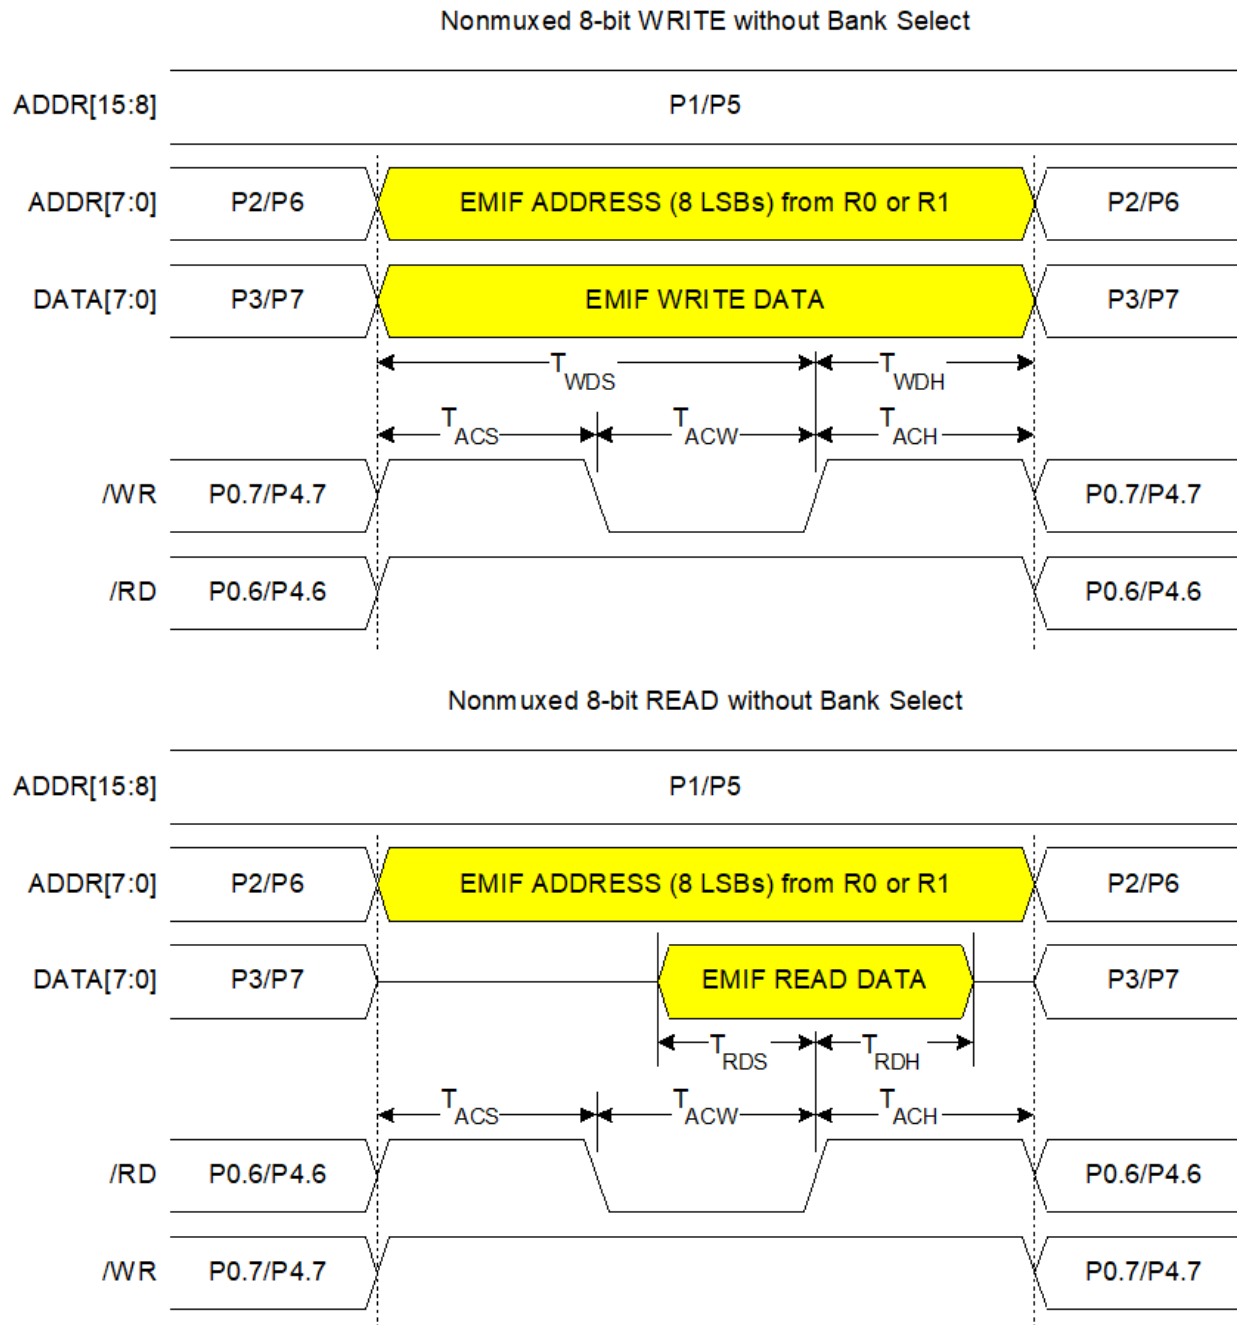 Nonmuxed 8-bit WRITE without Bank Select
ADDR[15:8] P1/P5
ADDR[7:0] P2/P6 EMIF ADDRESS (8 LSBs) from R0 or R1 P2/P6
DATA[7:0] P3/P7 EMIF WRITE DATA P3/P7
TWDS TWDH
TACS TACW TACH
/WR P0.7/P4.7 P0.7/P4.7
/RD P0.6/P4.6 P0.6/P4.6
Nonmuxed 8-bit READ without Bank Select
ADDR[15:8] P1/P5
ADDR[7:0] P2/P6 EMIF ADDRESS (8 LSBs) from R0 or R1 P2/P6
DATA[7:0] P3/P7 EMIF READ DATA P3/P7
TRDS TRDH
TACS TACW TACH
/RD P0.6/P4.6 P0.6/P4.6
/WR P0.7/P4.7 P0.7/P4.7